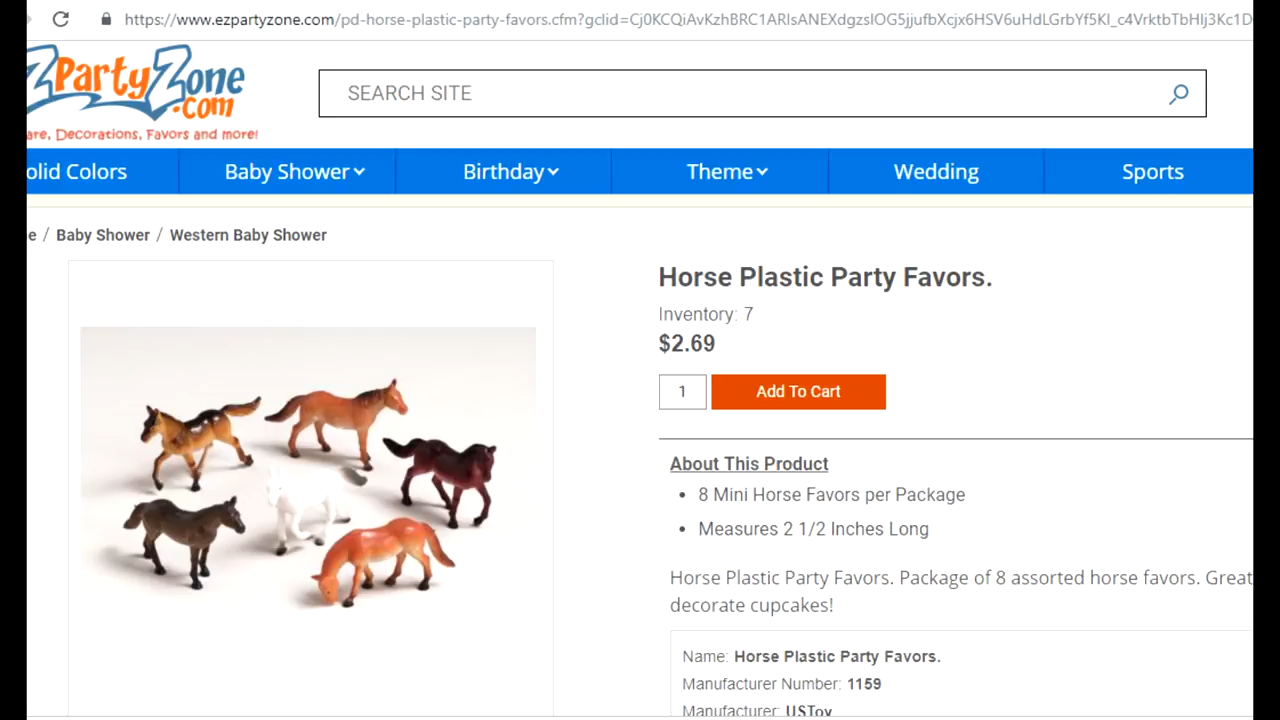 https://www.ezpartyzone.com/pd-horse-plastic-party-favors.cfm?gclid=
ZPartyZone
.com
are, Decorations, Favors and more!
SEARCH SITE
olid Colors
Baby Shower
Birthday
Theme
Wedding
Sports
e / Baby Shower / Western Baby Shower
Horse Plastic Party Favors.
Inventory: 7
$2.69
1
Add To Cart
About This Product
• 8 Mini Horse Favors per Package
• Measures 2 1/2 Inches Long
Horse Plastic Party Favors. Package of 8 assorted horse favors. Great
decorate cupcakes!
Name: Horse Plastic Party Favors.
Manufacturer Number: 1159
Manufacturer: USToy